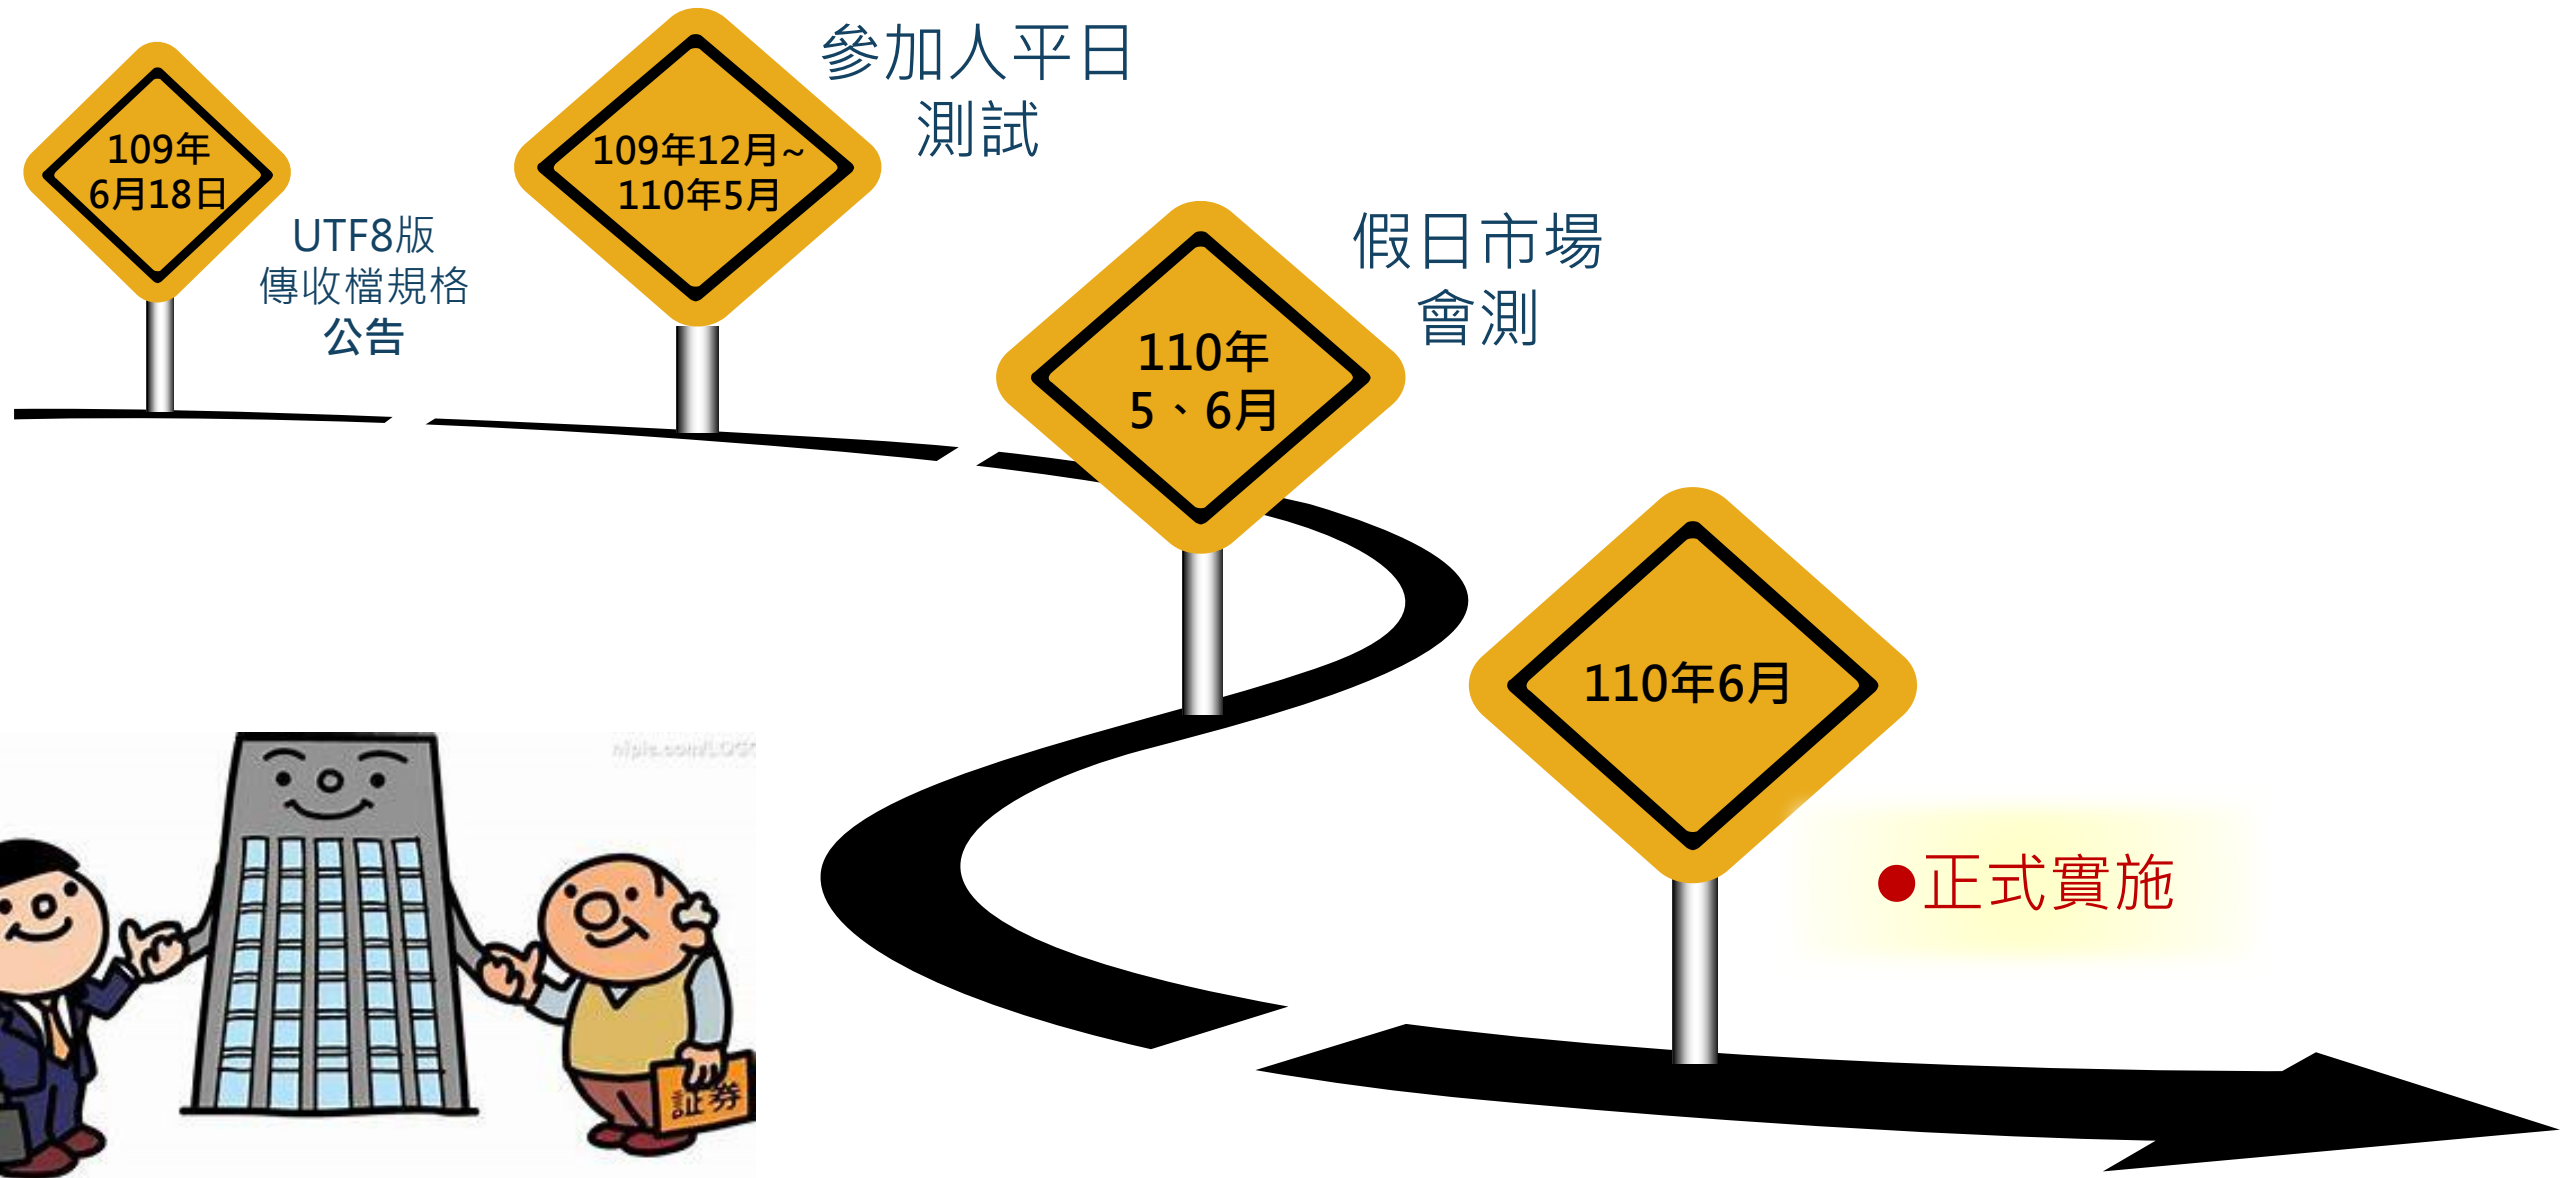 109年
6月18日
UTF8版
傳收檔規格
公告
109年12月~
110年5月
參加人平日
測試
110年
5、6月
假日市場
會測
110年6月
●正式實施
証券